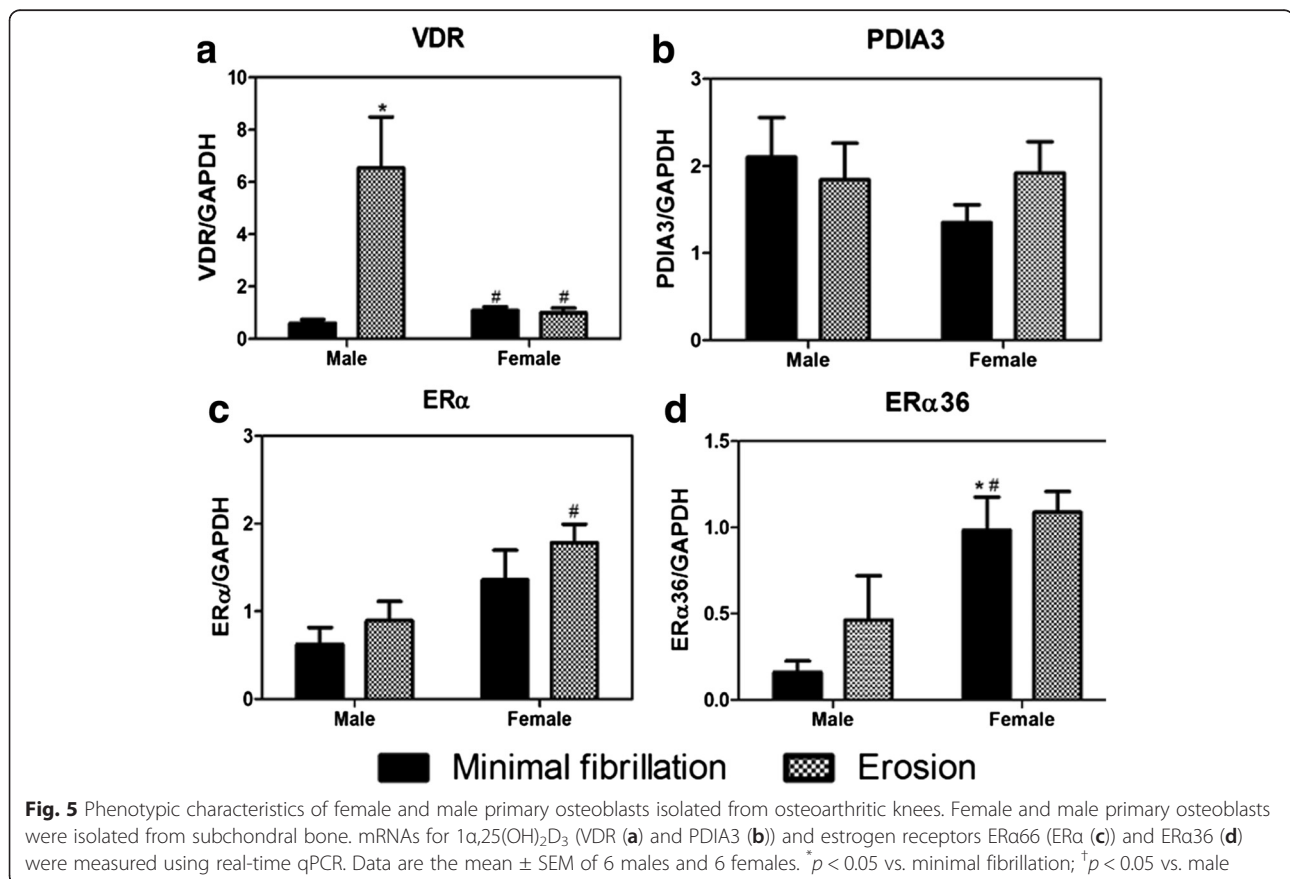 a VDR
VDR/GAPDH
10
8
6
4
2
0
*
# #
Male Female
b PDIA3
PDIA3/GAPDH
3
2
1
0
Male Female
c ERα
ERα/GAPDH
3
2
1
0
#
Male Female
d ERα36
ERα36/GAPDH
1.5
1.0
0.5
0.0
*#
Male Female
Minimal fibrillation Erosion
Fig. 5 Phenotypic characteristics of female and male primary osteoblasts isolated from osteoarthritic knees. Female and male primary osteoblasts
were isolated from subchondral bone. mRNAs for 1α,25(OH)₂D₃ (VDR (a) and PDIA3 (b)) and estrogen receptors ERα66 (ERα (c)) and ERα36 (d)
were measured using real-time qPCR. Data are the mean ± SEM of 6 males and 6 females. *p < 0.05 vs. minimal fibrillation; †p < 0.05 vs. male